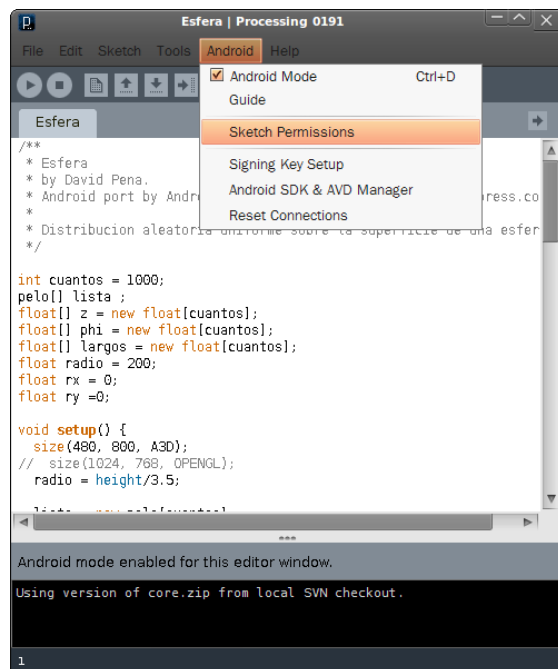 Esfera | Processing 0191
File Edit Sketch Tools Android Help
Android Mode Ctrl+D
Guide
Sketch Permissions
Signing Key Setup
Android SDK & AVD Manager
Reset Connections
Esfera
/**
* Esfera
* by David Pena.
* Android port by Andr press.co
*
* Distribucion aleatoria uniforme sobre la superficie de una esfer
*/
int cuantos = 1000;
pelo[] lista ;
float[] z = new float[cuantos];
float[] phi = new float[cuantos];
float[] largos = new float[cuantos];
float radio = 200;
float rx = 0;
float ry =0;
void setup() {
size(480, 800, A3D);
// size(1024, 768, OPENGL);
radio = height/3.5;
Android mode enabled for this editor window.
Using version of core.zip from local SVN checkout.
1